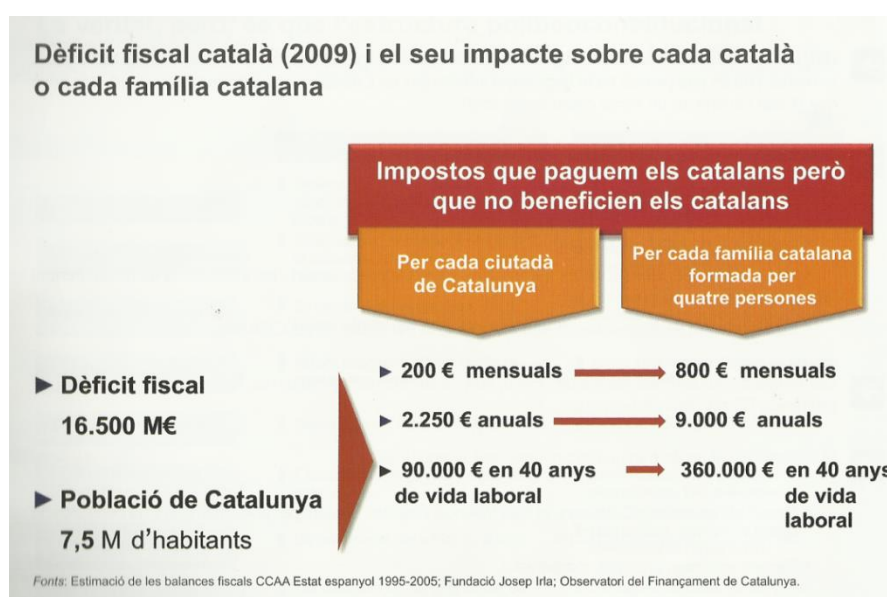 Dèficit fiscal català (2009) i el seu impacte sobre cada català
o cada família catalana
Impostos que paguem els catalans però
que no beneficien els catalans
Per cada ciutadà
de Catalunya
Per cada família catalana
formada per
quatre persones
► Dèficit fiscal
16.500 M€
► Població de Catalunya
7,5 M d'habitants
► 200 € mensuals
800 € mensuals
► 2.250 € anuals
9.000 € anuals
► 90.000 € en 40 anys
de vida laboral
360.000 € en 40 anys
de vida
laboral
Fonts: Estimació de les balances fiscals CCAA Estat espanyol 1995-2005; Fundació Josep Irla; Observatori del Finançament de Catalunya.